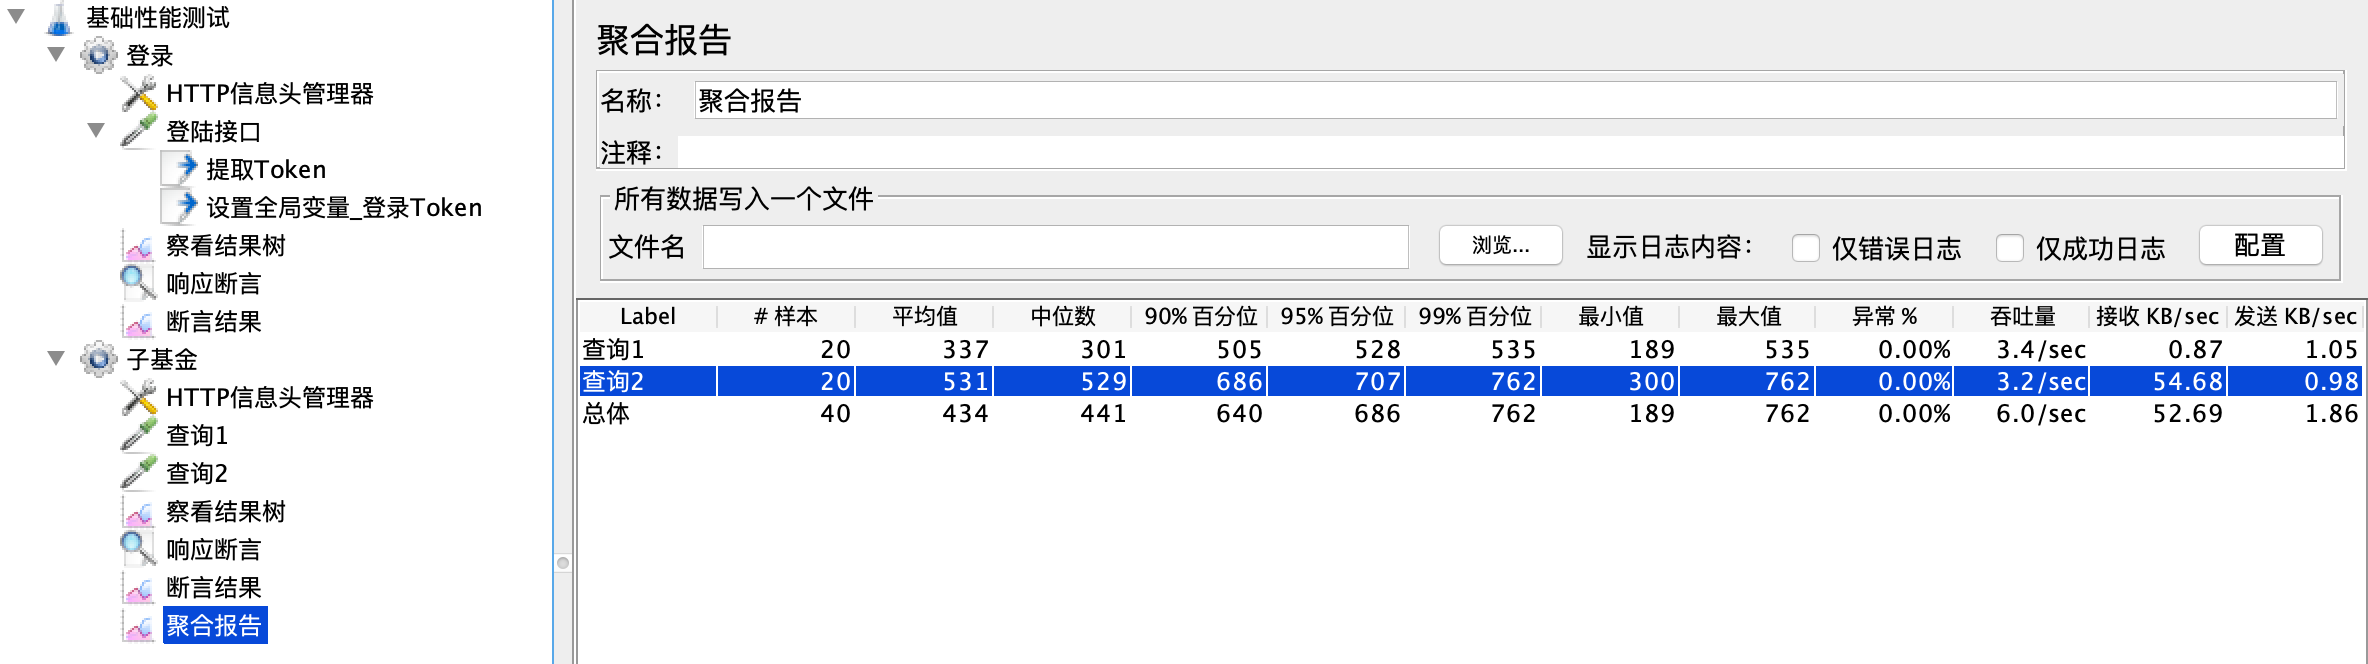 基础性能测试
登录
HTTP信息头管理器
登陆接口
提取Token
设置全局变量_登录Token
察看结果树
响应断言
断言结果
子基金
HTTP信息头管理器
查询1
查询2
察看结果树
响应断言
断言结果
聚合报告
聚合报告
名称： 聚合报告
注释：
所有数据写入一个文件
文件名 浏览... 显示日志内容： 仅错误日志 仅成功日志 配置
Label # 样本 平均值 中位数 90% 百分位 95% 百分位 99% 百分位 最小值 最大值 异常 % 吞吐量 接收 KB/sec 发送 KB/sec
查询1 20 337 301 505 528 535 189 535 0.00% 3.4/sec 0.87 1.05
查询2 20 531 529 686 707 762 300 762 0.00% 3.2/sec 54.68 0.98
总体 40 434 441 640 686 762 189 762 0.00% 6.0/sec 52.69 1.86